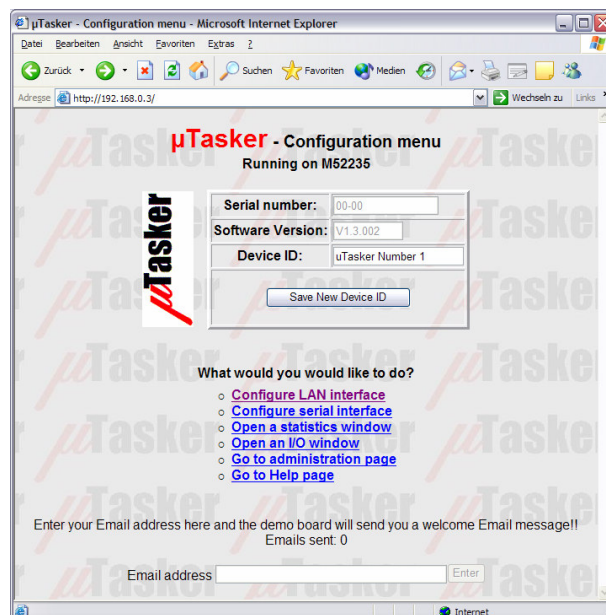 µTasker - Configuration menu - Microsoft Internet Explorer
Datei Bearbeiten Ansicht Favoriten Extras ?
Zurück Suchen Favoriten Medien
Adresse http://192.168.0.3/ Wechseln zu Links
µTasker - Configuration menu
Running on M52235
µTasker
Serial number: 00-00
Software Version: V1.3.002
Device ID: uTasker Number 1
Save New Device ID
What would you would like to do?
Configure LAN interface
Configure serial interface
Open a statistics window
Open an I/O window
Go to administration page
Go to Help page
Enter your Email address here and the demo board will send you a welcome Email message!!
Emails sent: 0
Email address Enter
Internet